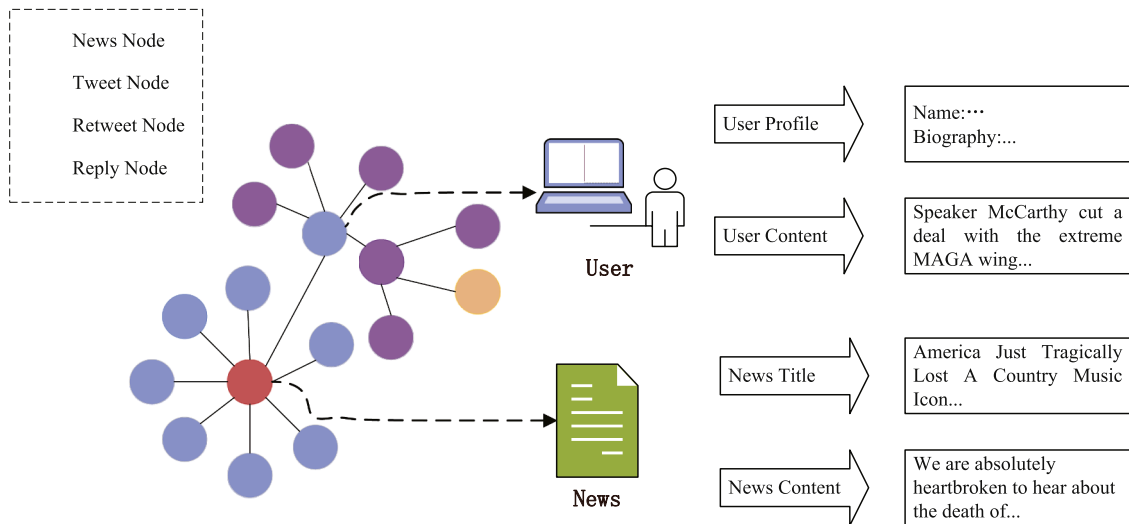 News Node
Tweet Node
Retweet Node
Reply Node
User
News
User Profile
Name:⋯
Biography:...
User Content
Speaker McCarthy cut a
deal with the extreme
MAGA wing...
News Title
America Just Tragically
Lost A Country Music
Icon...
News Content
We are absolutely
heartbroken to hear about
the death of...